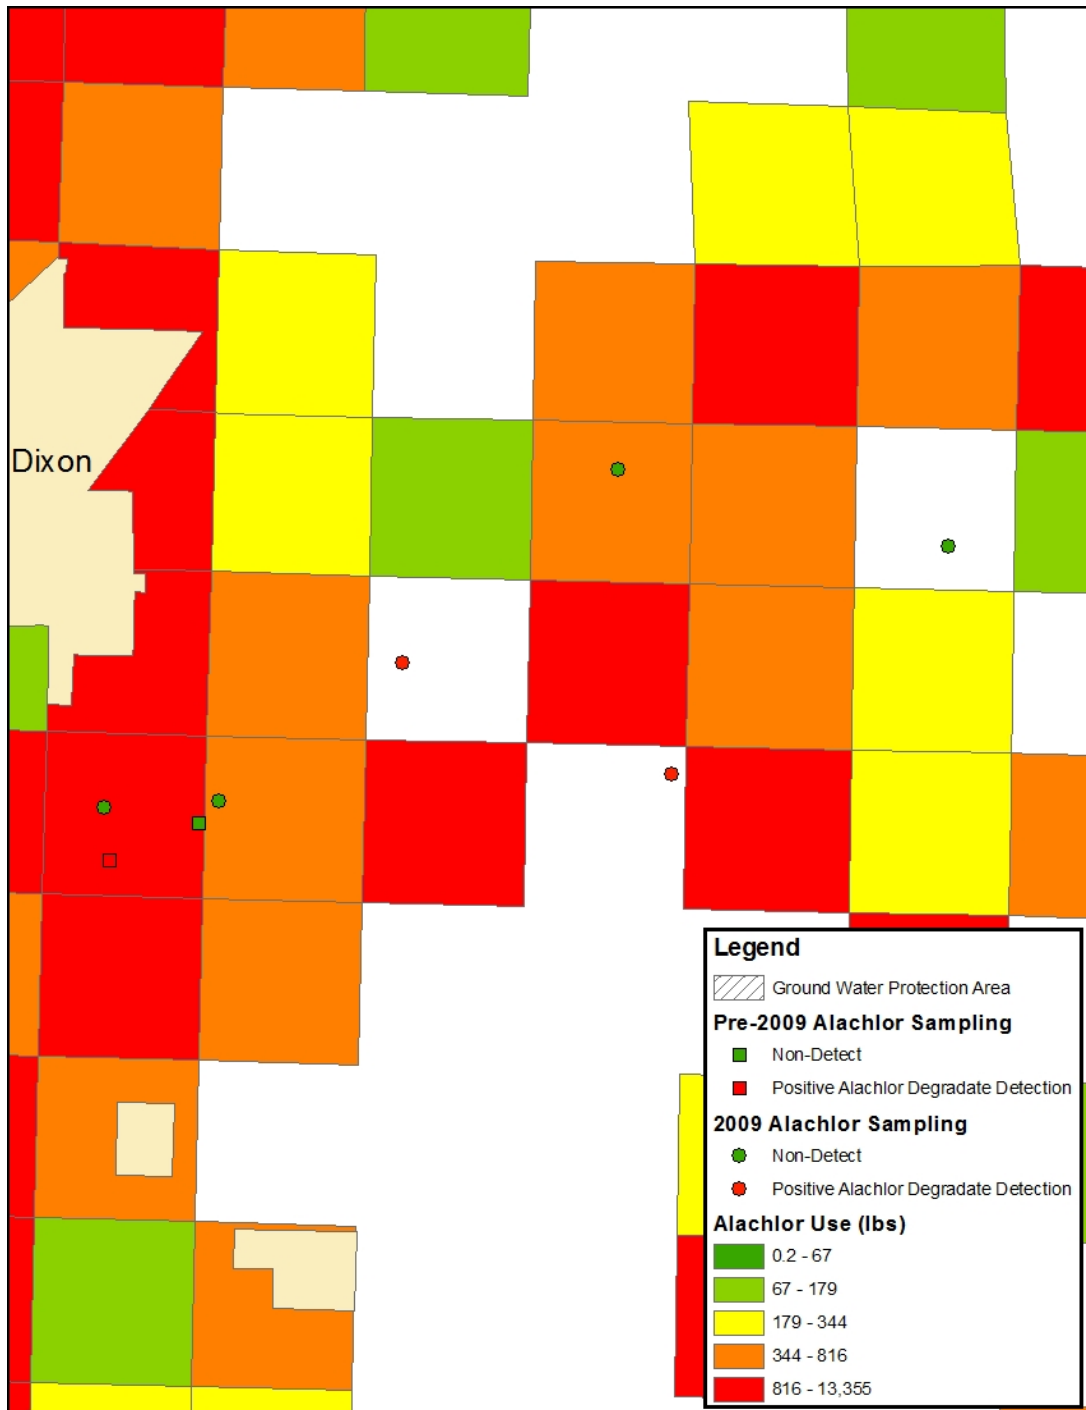 Dixon
Legend
Ground Water Protection Area
Pre-2009 Alachlor Sampling
Non-Detect
Positive Alachlor Degradate Detection
2009 Alachlor Sampling
Non-Detect
Positive Alachlor Degradate Detection
Alachlor Use (lbs)
0.2 - 67
67 - 179
179 - 344
344 - 816
816 - 13,355